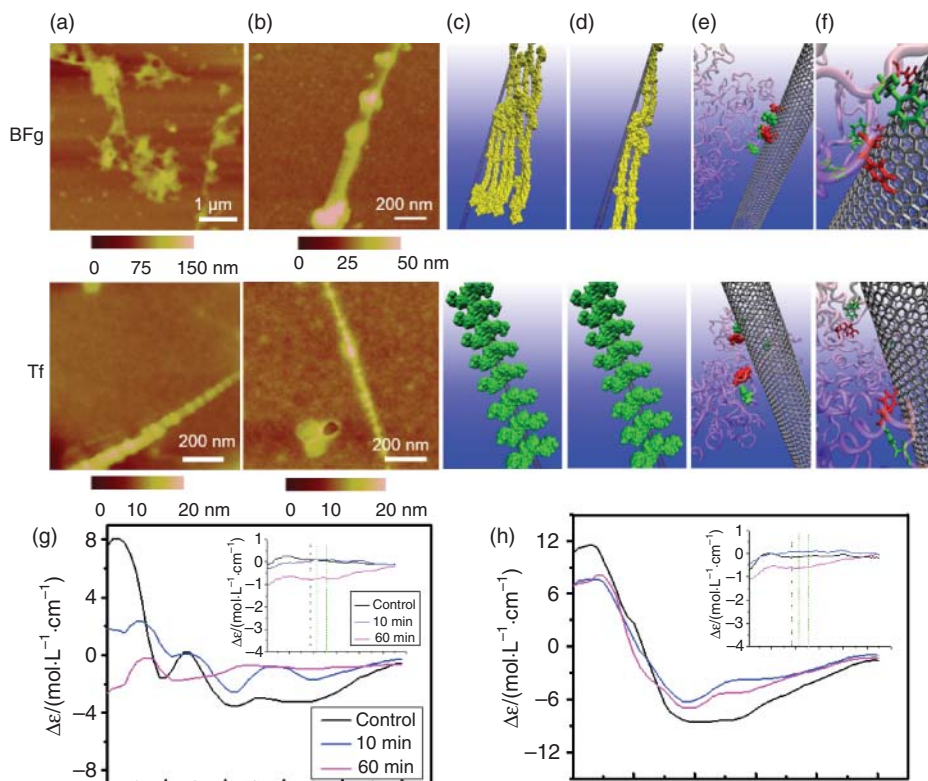 (a) (b) (c) (d) (e) (f)
BFg
1 μm
200 nm
0 75 150 nm
0 25 50 nm
Tf
200 nm
200 nm
0 10 20 nm
0 10 20 nm
(g)
Δε/(mol·L⁻¹·cm⁻¹)
8
4
0
−4
−8
Δε/(mol·L⁻¹·cm⁻¹)
1
0
−1
−2
−3
−4
Control
10 min
60 min
Control
10 min
60 min
(h)
Δε/(mol·L⁻¹·cm⁻¹)
12
6
0
−6
−12
Δε/(mol·L⁻¹·cm⁻¹)
1
0
−1
−2
−3
−4